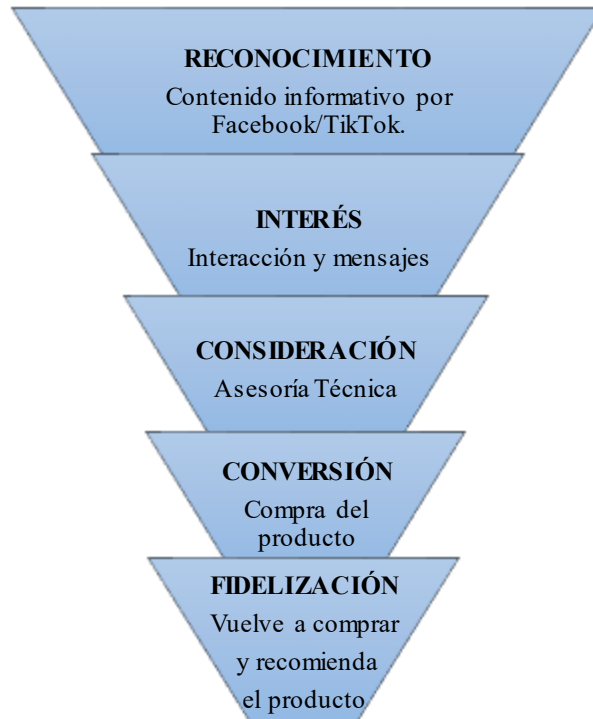 RECONOCIMIENTO
Contenido informativo por
Facebook/TikTok.
INTERÉS
Interacción y mensajes
CONSIDERACIÓN
Asesoría Técnica
CONVERSIÓN
Compra del
producto
FIDELIZACIÓN
Vuelve a comprar
y recomienda
el producto